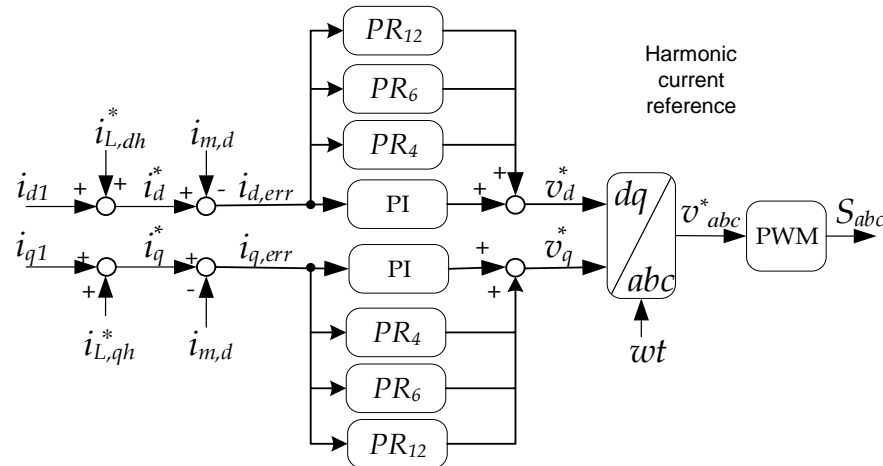 PR12
Harmonic
current
reference
PR6
i*L,dh im,d
PR4
id1 + + i*d + - id,err PI + + v*d dq
v*abc PWM Sabc
iq1 + i*q + iq,err PI + v*q
+ - + abc
i*L,qh im,d PR4 wt
PR6
PR12